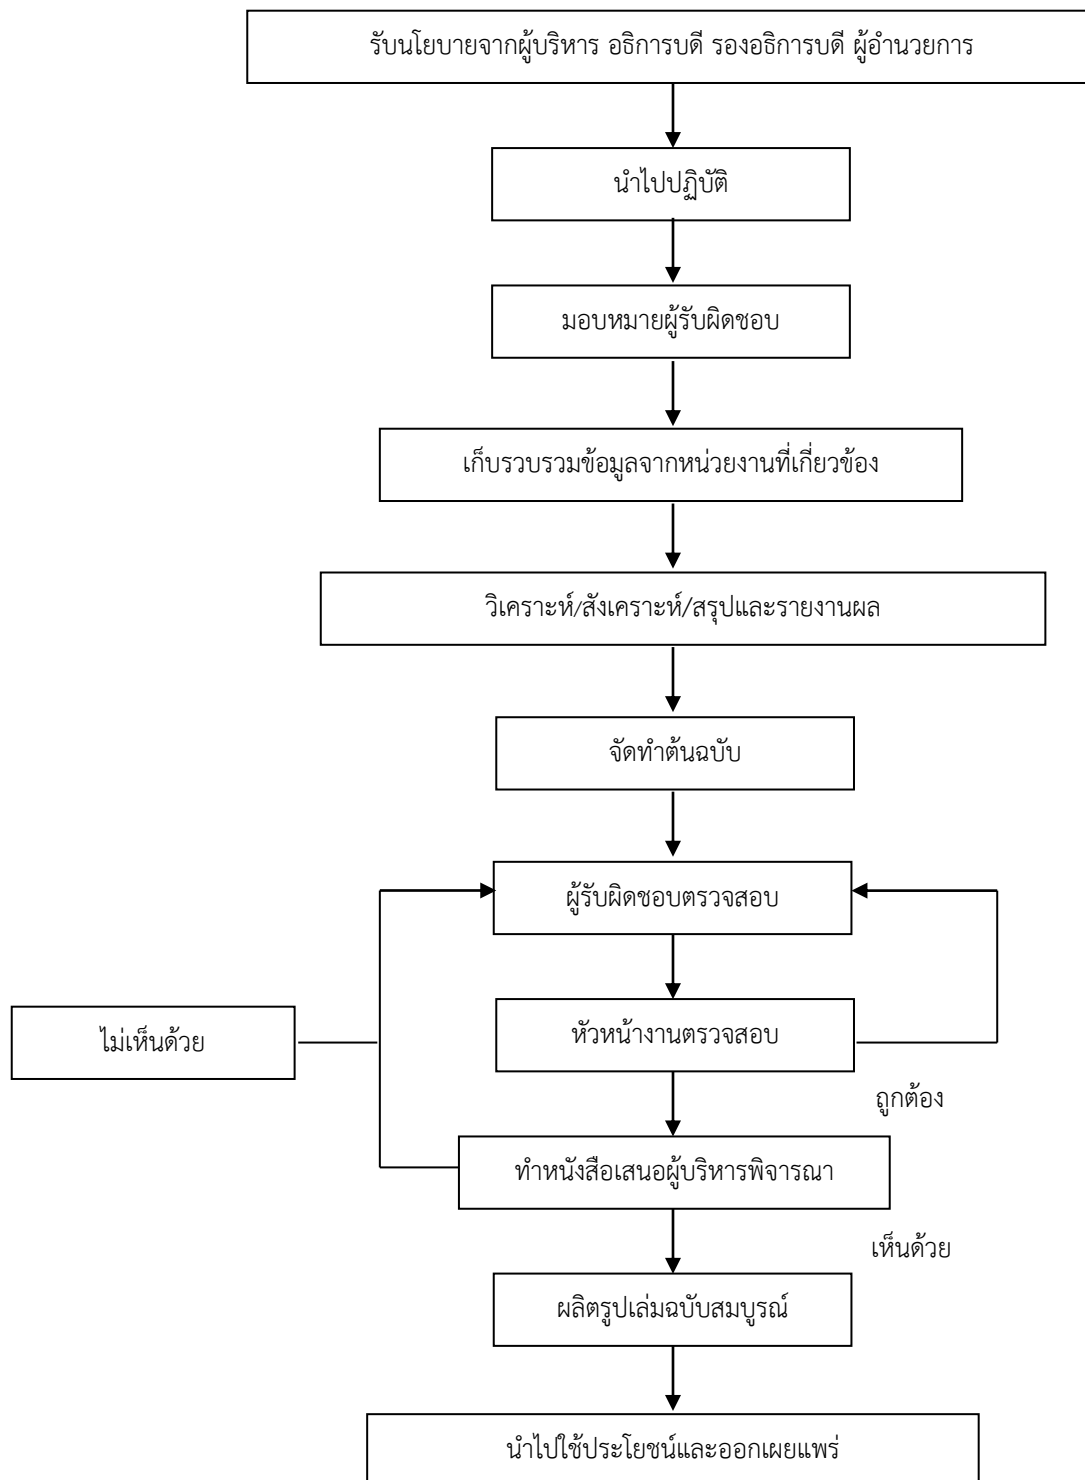 รับนโยบายจากผู้บริหาร อธิการบดี รองอธิการบดี ผู้อำนวยการ
นำไปปฏิบัติ
มอบหมายผู้รับผิดชอบ
เก็บรวบรวมข้อมูลจากหน่วยงานที่เกี่ยวข้อง
วิเคราะห์/สังเคราะห์/สรุปและรายงานผล
จัดทำต้นฉบับ
ผู้รับผิดชอบตรวจสอบ
หัวหน้างานตรวจสอบ
ไม่เห็นด้วย
ถูกต้อง
ทำหนังสือเสนอผู้บริหารพิจารณา
เห็นด้วย
ผลิตรูปเล่มฉบับสมบูรณ์
นำไปใช้ประโยชน์และออกเผยแพร่